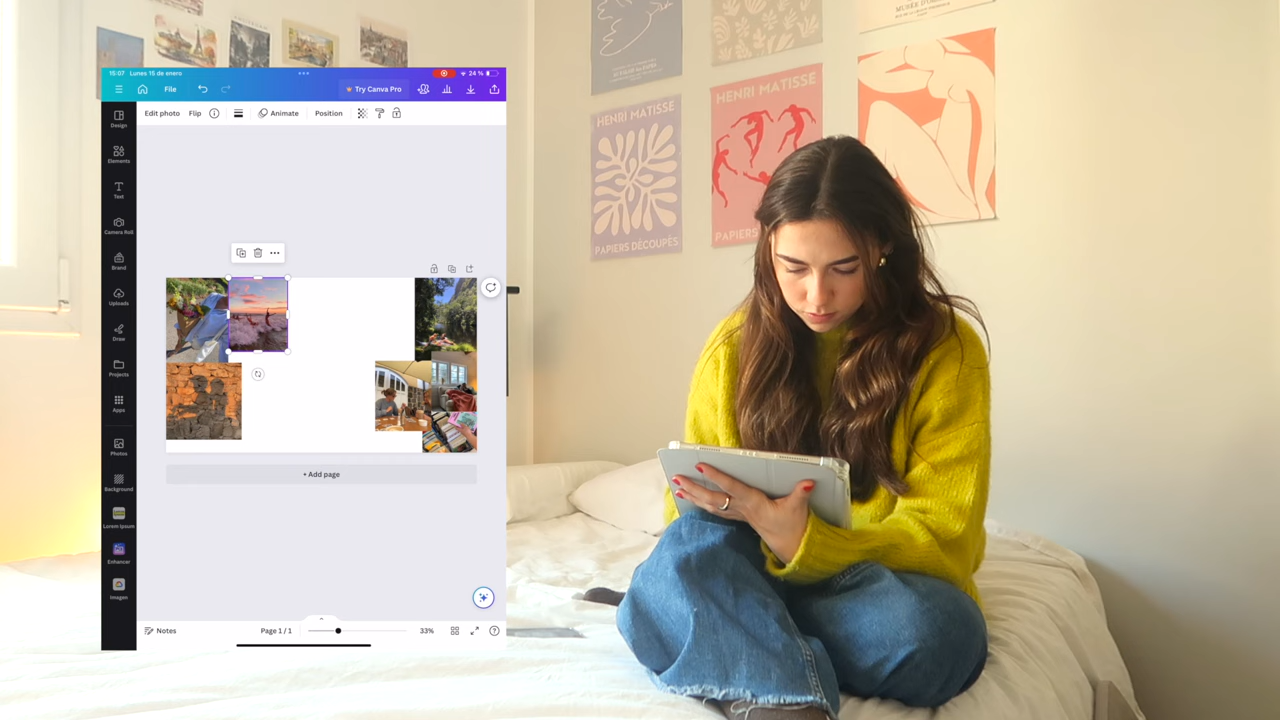 15:07 Lunes 15 de enero
24 %
File
Try Canva Pro
Edit photo Flip Animate Position
Design
Elements
Text
Camera Roll
Brand
Uploads
Draw
Projects
Apps
Photos
Background
Lorem Ipsum
Enhancer
Imagen
+ Add page
Notes
Page 1 / 1
33%
HENRI MATISSE
PAPIERS DÉCOUPÉS
HENRI MATISSE
PAPIERS